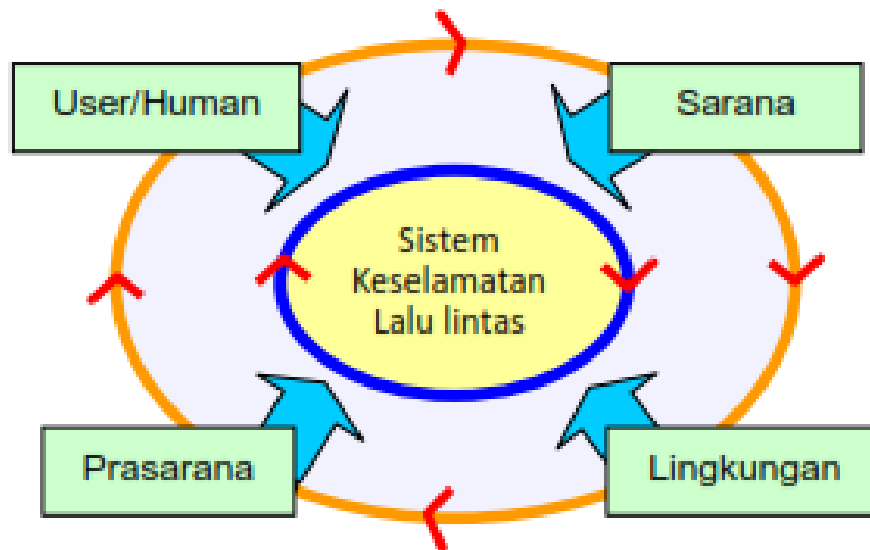 User/Human
Sarana
Sistem
Keselamatan
Lalu lintas
Prasarana
Lingkungan